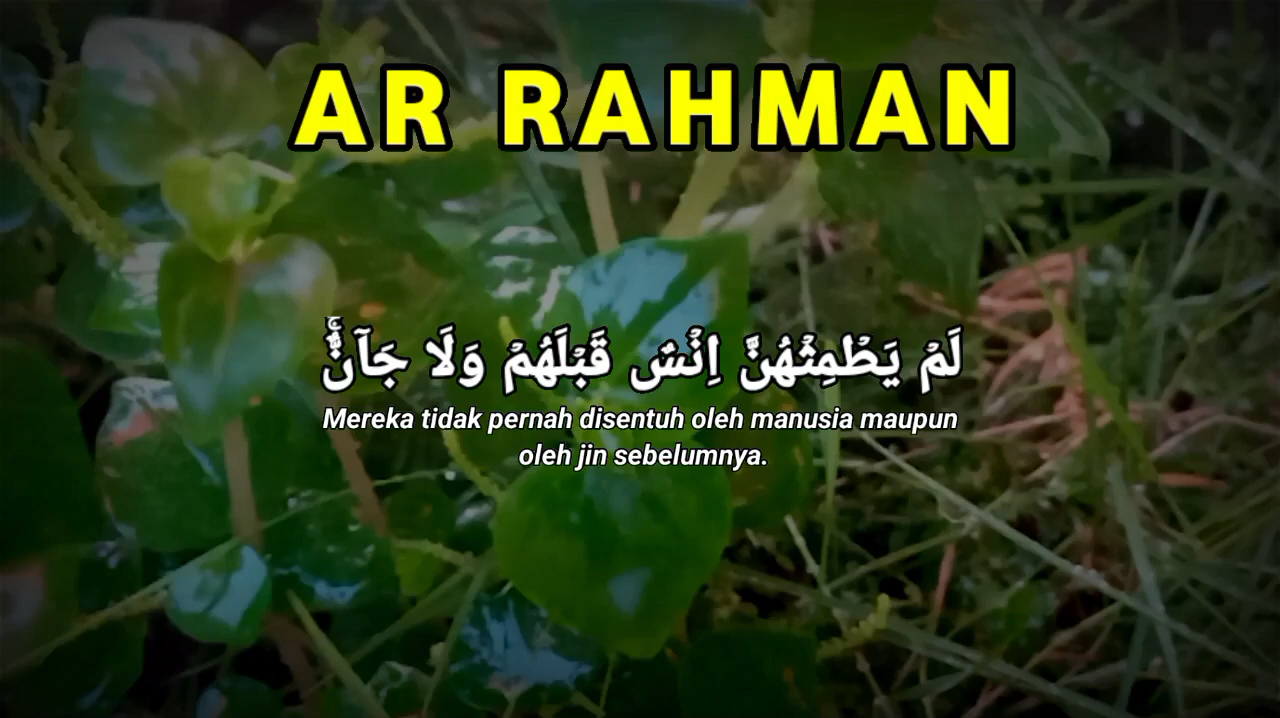 AR RAHMAN
لَمْ يَطْمِثْهُنَّ اِنْسٌ قَبْلَهُمْ وَلَا جَاۤنٌّۚ
Mereka tidak pernah disentuh oleh manusia maupun
oleh jin sebelumnya.